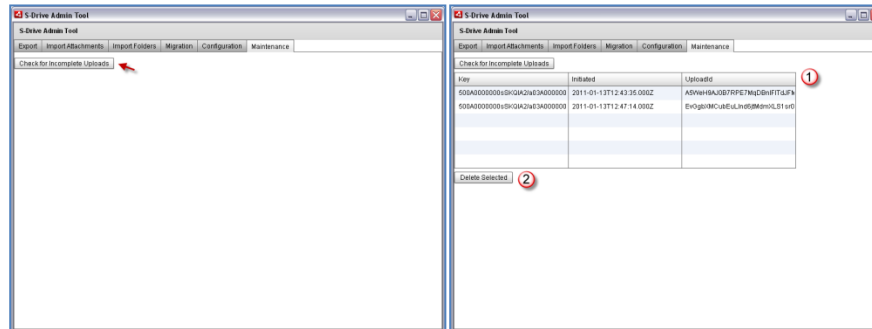 S-Drive Admin Tool
S-Drive Admin Tool
Export Import Attachments Import Folders Migration Configuration Maintenance
Check for Incomplete Uploads
S-Drive Admin Tool
S-Drive Admin Tool
Export Import Attachments Import Folders Migration Configuration Maintenance
Check for Incomplete Uploads
Key Initiated UploadId
1
2011-01-13T12:43:35.000Z
2011-01-13T12:47:14.000Z
Delete Selected
2